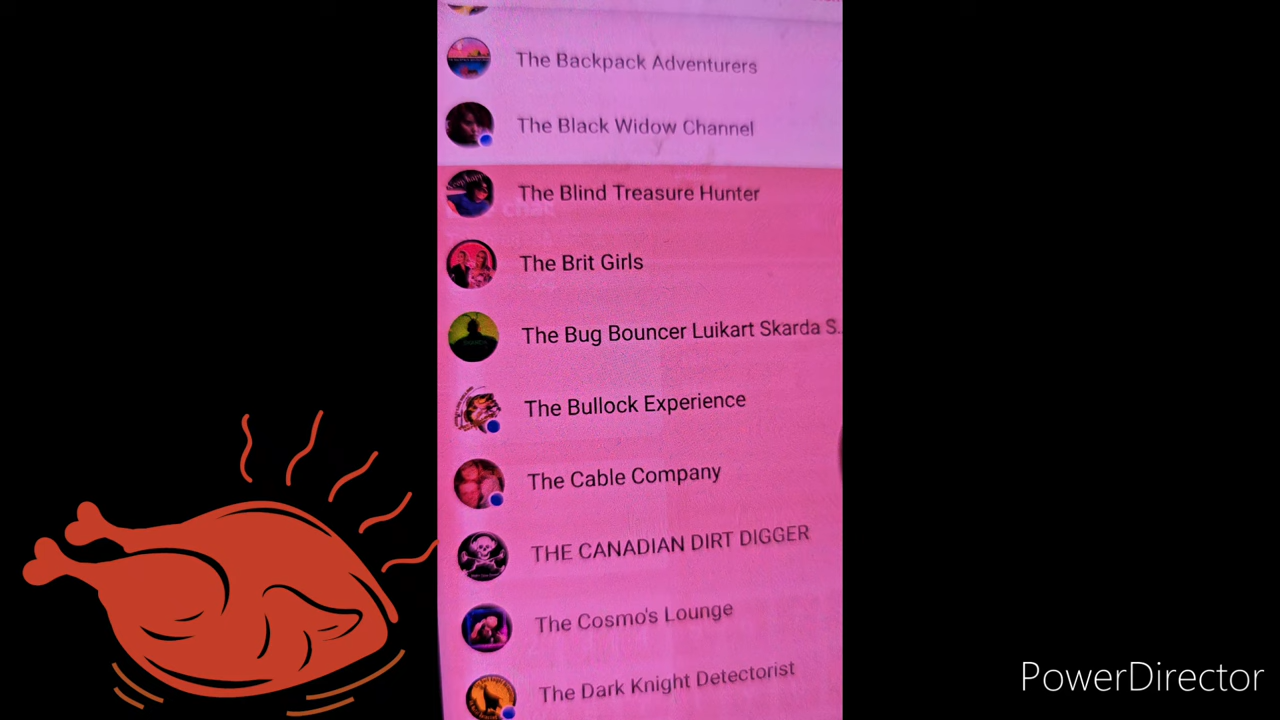 The Backpack Adventurers
The Black Widow Channel
The Blind Treasure Hunter
The Brit Girls
The Bug Bouncer Luikart Skarda S..
The Bullock Experience
The Cable Company
THE CANADIAN DIRT DIGGER
The Cosmo's Lounge
The Dark Knight Detectorist
PowerDirector